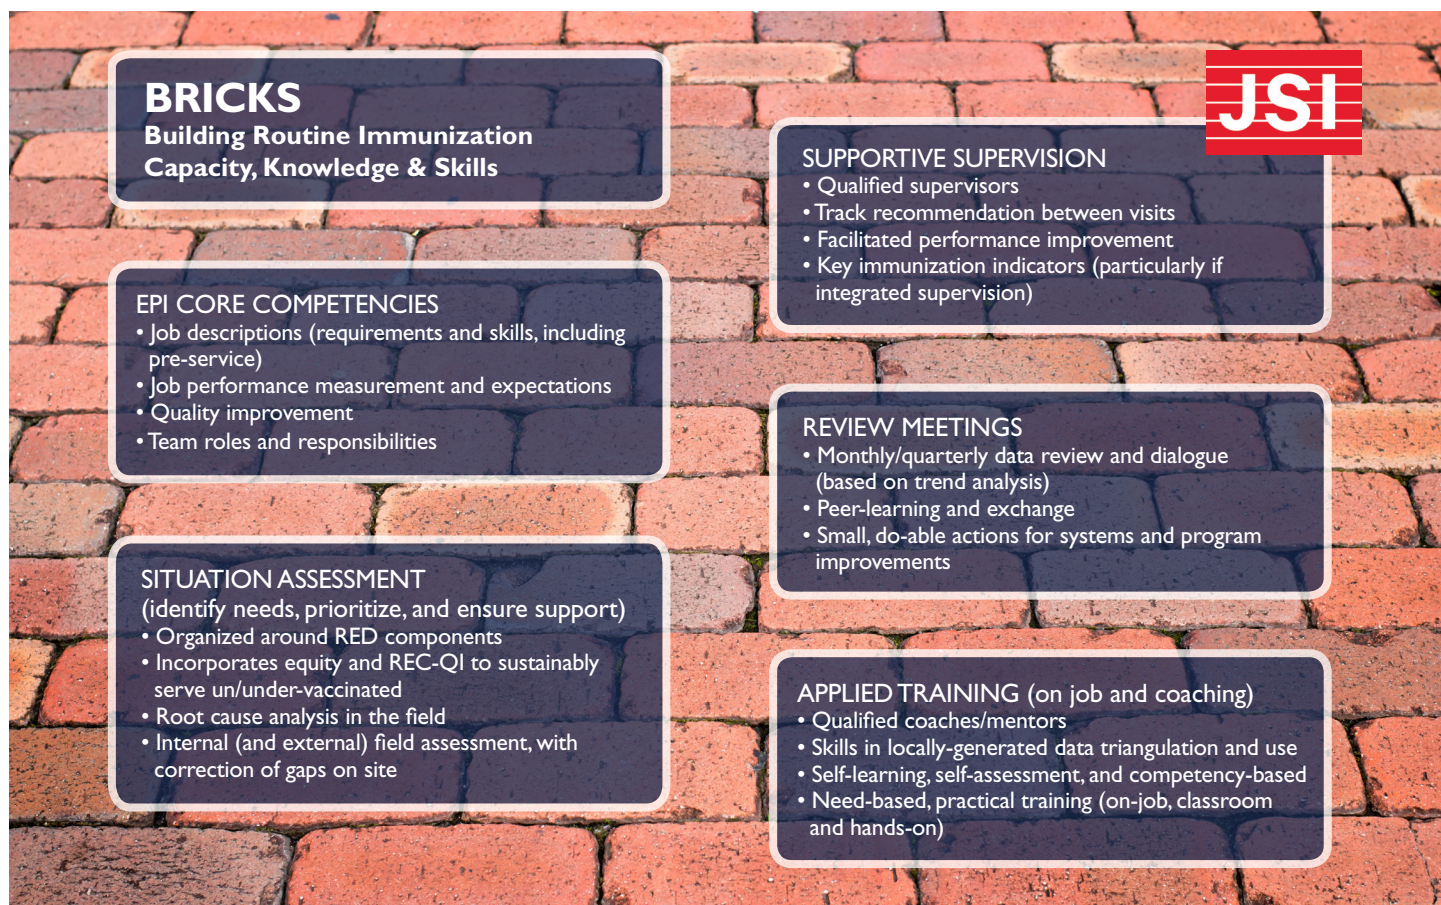 BRICKS
Building Routine Immunization
Capacity, Knowledge & Skills
EPI CORE COMPETENCIES
• Job descriptions (requirements and skills, including
pre-service)
• Job performance measurement and expectations
• Quality improvement
• Team roles and responsibilities
SITUATION ASSESSMENT
(identify needs, prioritize, and ensure support)
• Organized around RED components
• Incorporates equity and REC-QI to sustainably
serve un/under-vaccinated
• Root cause analysis in the field
• Internal (and external) field assessment, with
correction of gaps on site
JSI
SUPPORTIVE SUPERVISION
• Qualified supervisors
• Track recommendation between visits
• Facilitated performance improvement
• Key immunization indicators (particularly if
integrated supervision)
REVIEW MEETINGS
• Monthly/quarterly data review and dialogue
(based on trend analysis)
• Peer-learning and exchange
• Small, do-able actions for systems and program
improvements
APPLIED TRAINING (on job and coaching)
• Qualified coaches/mentors
• Skills in locally-generated data triangulation and use
• Self-learning, self-assessment, and competency-based
• Need-based, practical training (on-job, classroom
and hands-on)